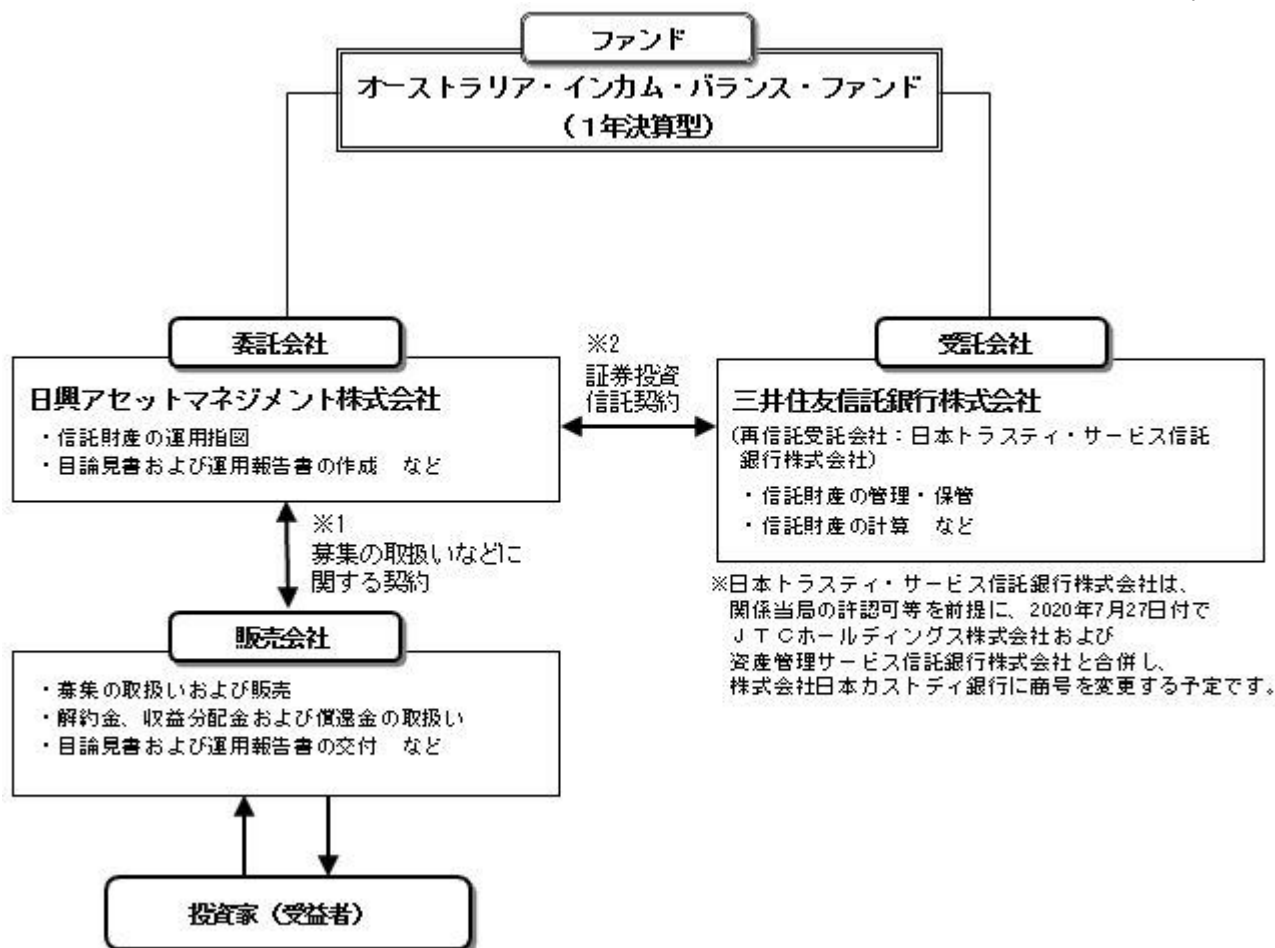 ファンド
オーストラリア・インカム・バランス・ファンド
（１年決算型）
委託会社
日興アセットマネジメント株式会社
・信託財産の運用指図
・目論見書および運用報告書の作成　など
※2
証券投資
信託契約
受託会社
三井住友信託銀行株式会社
（再信託受託会社：日本トラスティ・サービス信託
銀行株式会社）
・信託財産の管理・保管
・信託財産の計算　など
※1
募集の取扱いなどに
関する契約
※日本トラスティ・サービス信託銀行株式会社は、
関係当局の許認可等を前提に、2020年7月27日付で
ＪＴＣホールディングス株式会社および
資産管理サービス信託銀行株式会社と合併し、
株式会社日本カストディ銀行に商号を変更する予定です。
販売会社
・募集の取扱いおよび販売
・解約金、収益分配金および償還金の取扱い
・目論見書および運用報告書の交付　など
投資家（受益者）